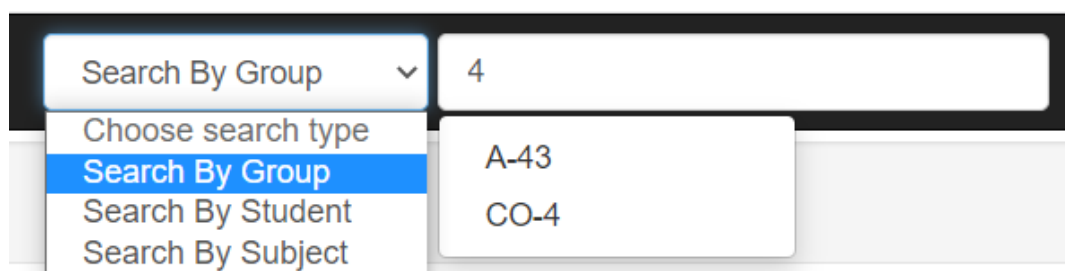 Search By Group
4
Choose search type
Search By Group
Search By Student
Search By Subject
A-43
CO-4